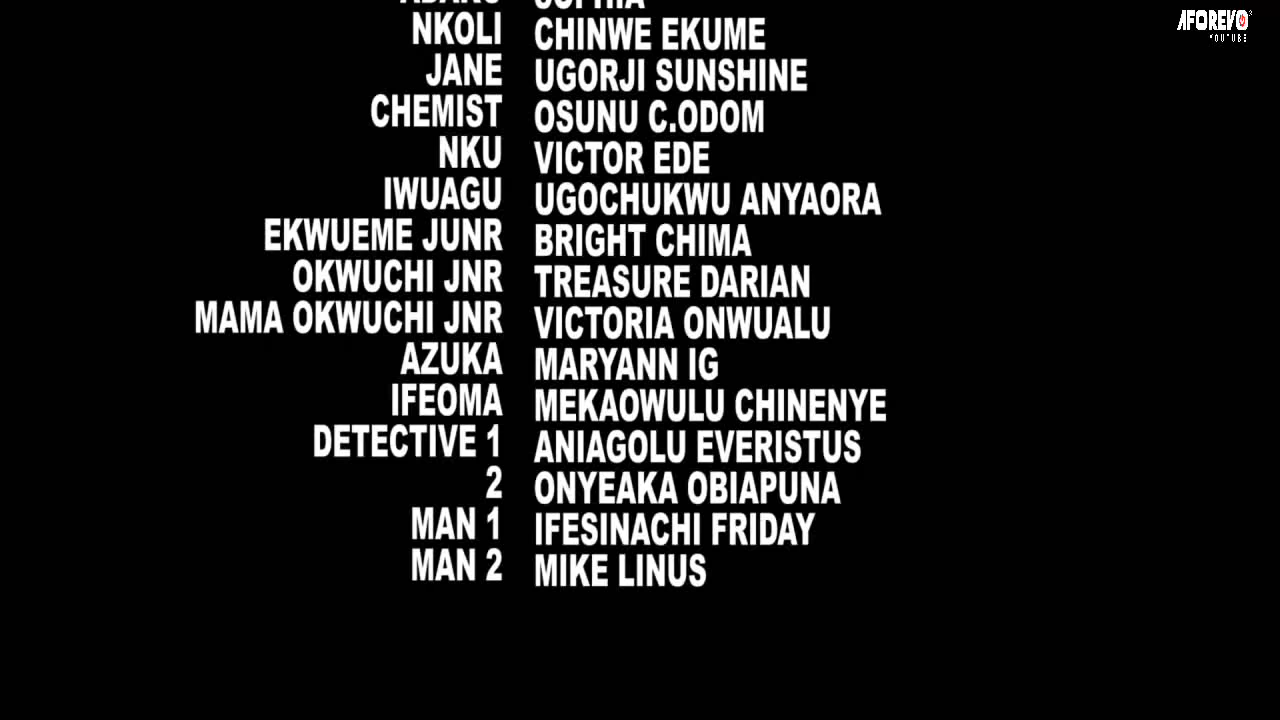 SOPHIA
NKOLI CHINWE EKUME
JANE UGORJI SUNSHINE
CHEMIST OSUNU C.ODOM
NKU VICTOR EDE
IWUAGU UGOCHUKWU ANYAORA
EKWUEME JUNR BRIGHT CHIMA
OKWUCHI JNR TREASURE DARIAN
MAMA OKWUCHI JNR VICTORIA ONWUALU
AZUKA MARYANN IG
IFEOMA MEKAOWULU CHINENYE
DETECTIVE 1 ANIAGOLU EVERISTUS
2 ONYEAKA OBIAPUNA
MAN 1 IFESINACHI FRIDAY
MAN 2 MIKE LINUS
AFOREVO
YOUTUBE